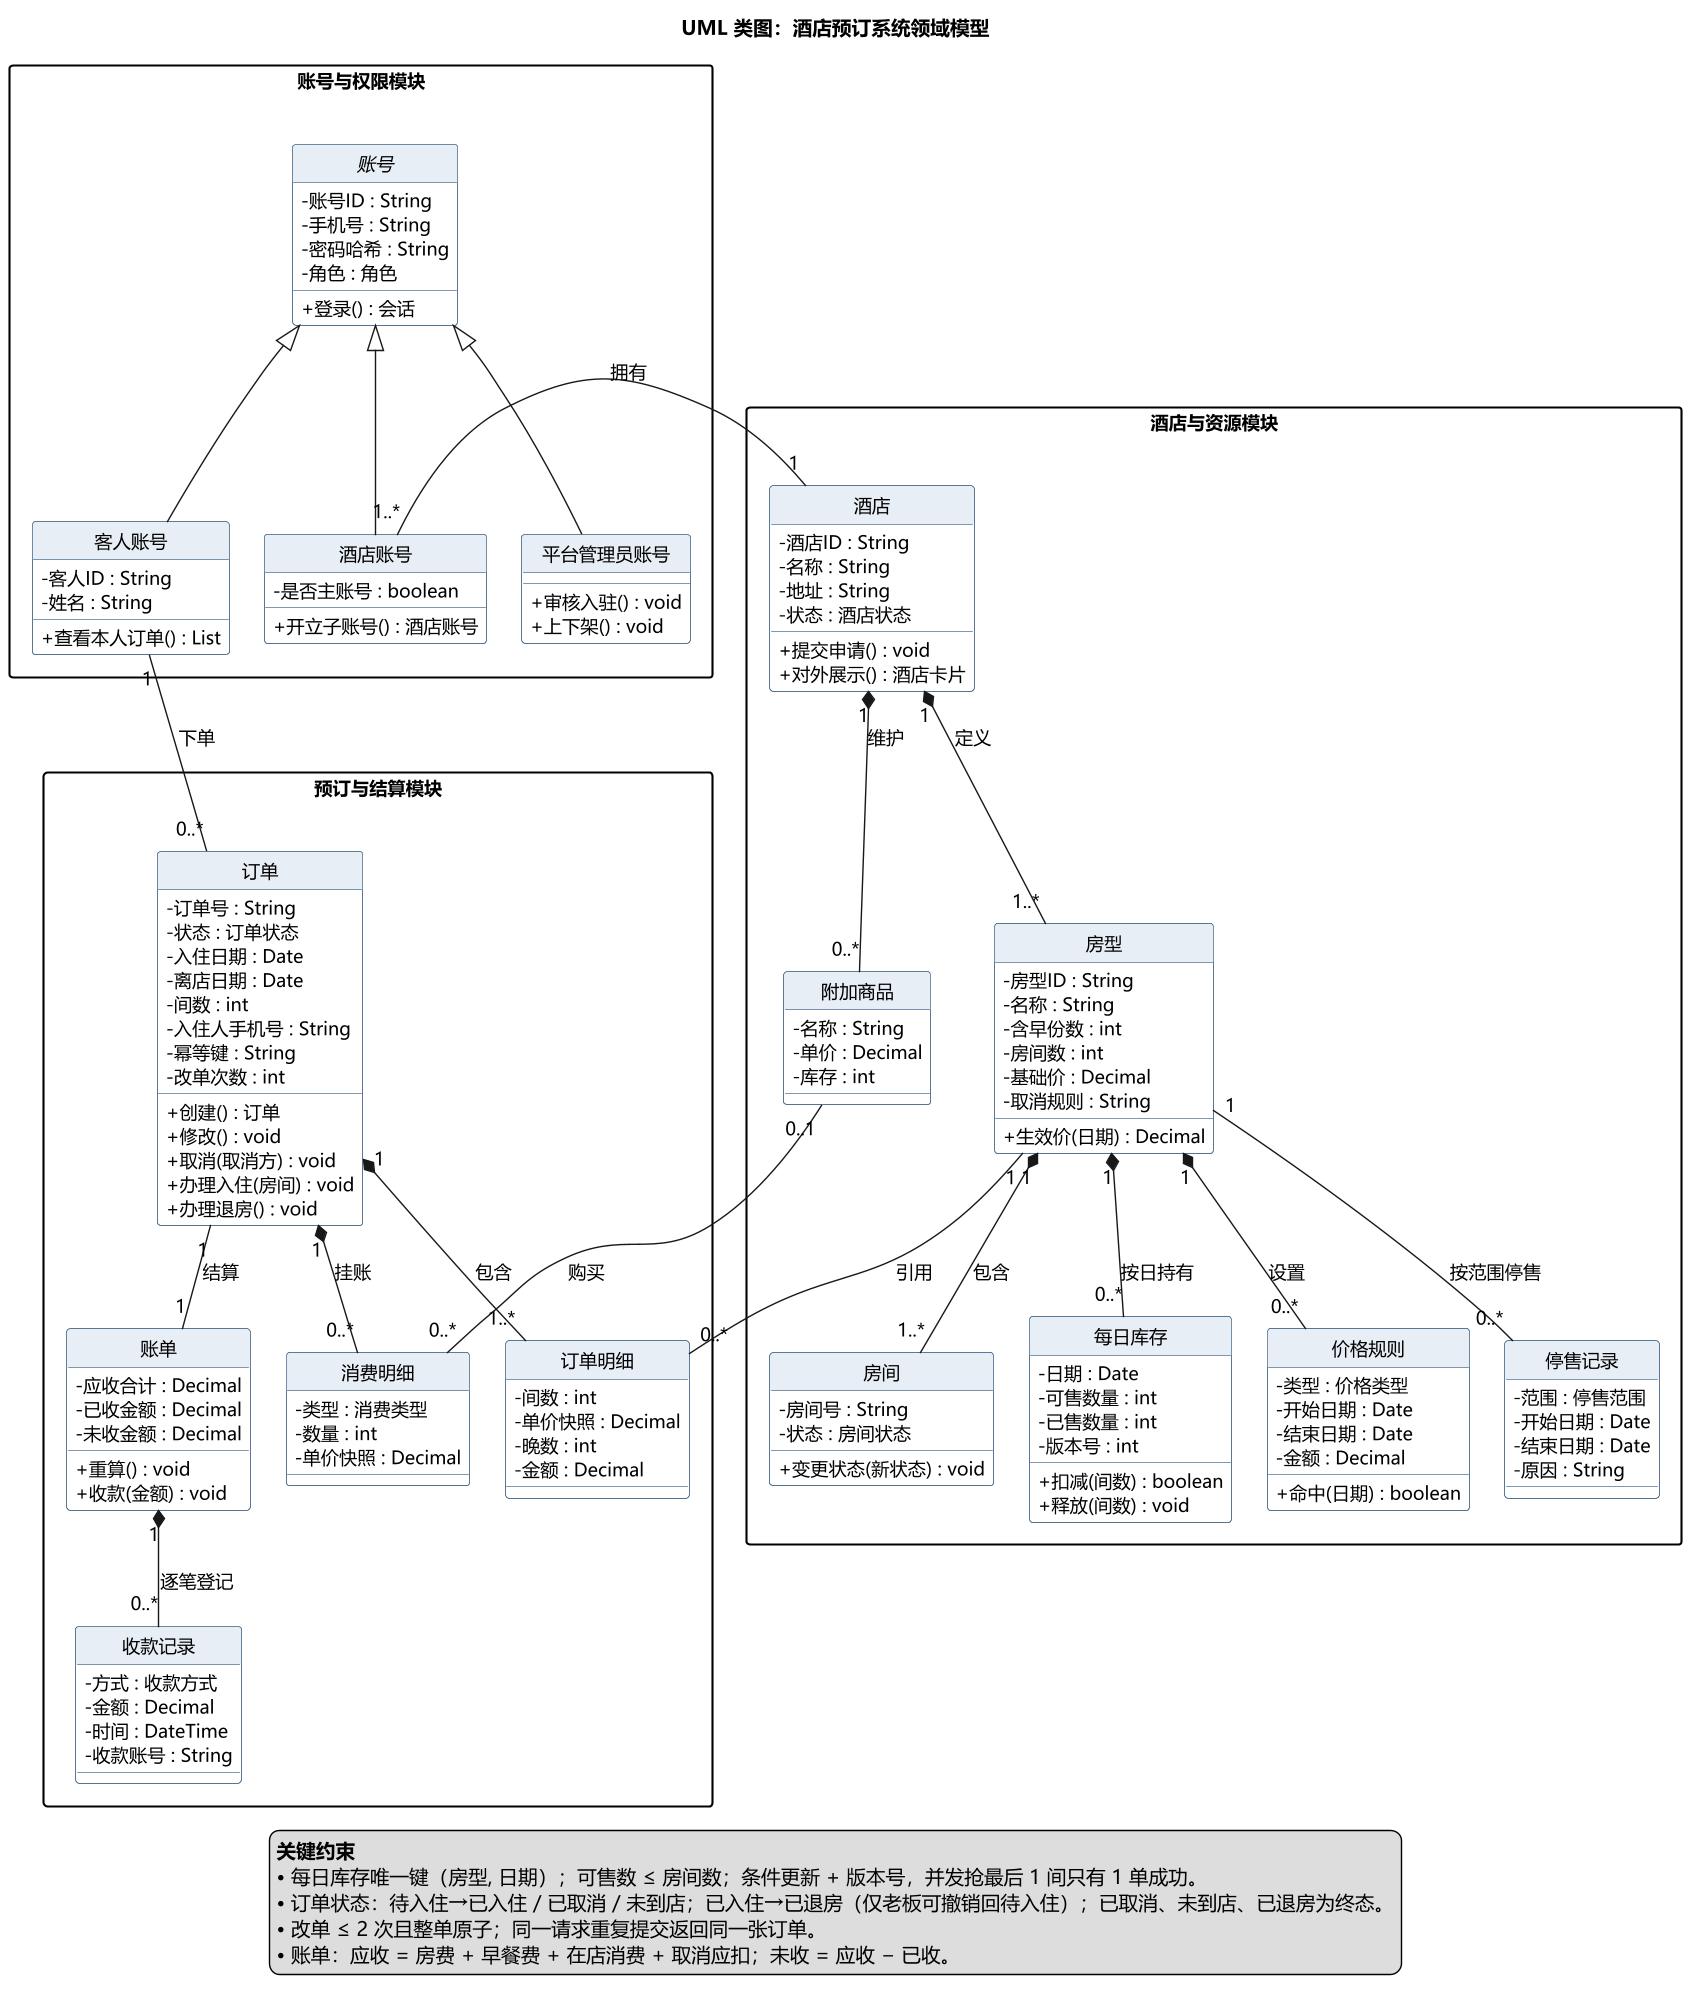 UML 类图：酒店预订系统领域模型
账号与权限模块
账号
-账号ID : String
-手机号 : String
-密码哈希 : String
-角色 : 角色
+登录() : 会话
拥有
1
1..*
客人账号
-客人ID : String
-姓名 : String
+查看本人订单() : List
酒店账号
-是否主账号 : boolean
+开立子账号() : 酒店账号
平台管理员账号
+审核入驻() : void
+上下架() : void
酒店与资源模块
酒店
-酒店ID : String
-名称 : String
-地址 : String
-状态 : 酒店状态
+提交申请() : void
+对外展示() : 酒店卡片
1
下单
0..*
1
维护
0..*
1
定义
1..*
预订与结算模块
订单
-订单号 : String
-状态 : 订单状态
-入住日期 : Date
-离店日期 : Date
-间数 : int
-入住人手机号 : String
-幂等键 : String
-改单次数 : int
+创建() : 订单
+修改() : void
+取消(取消方) : void
+办理入住(房间) : void
+办理退房() : void
附加商品
-名称 : String
-单价 : Decimal
-库存 : int
房型
-房型ID : String
-名称 : String
-含早份数 : int
-房间数 : int
-基础价 : Decimal
-取消规则 : String
+生效价(日期) : Decimal
1
结算
1
1
挂账
0..*
1
包含
1..*
0..1
购买
0..*
1
引用
0..*
1
包含
1..*
1
按日持有
0..*
1
设置
0..*
1
按范围停售
0..*
账单
-应收合计 : Decimal
-已收金额 : Decimal
-未收金额 : Decimal
+重算() : void
+收款(金额) : void
消费明细
-类型 : 消费类型
-数量 : int
-单价快照 : Decimal
订单明细
-间数 : int
-单价快照 : Decimal
-晚数 : int
-金额 : Decimal
房间
-房间号 : String
-状态 : 房间状态
+变更状态(新状态) : void
每日库存
-日期 : Date
-可售数量 : int
-已售数量 : int
-版本号 : int
+扣减(间数) : boolean
+释放(间数) : void
价格规则
-类型 : 价格类型
-开始日期 : Date
-结束日期 : Date
-金额 : Decimal
+命中(日期) : boolean
停售记录
-范围 : 停售范围
-开始日期 : Date
-结束日期 : Date
-原因 : String
1
逐笔登记
0..*
收款记录
-方式 : 收款方式
-金额 : Decimal
-时间 : DateTime
-收款账号 : String
关键约束
• 每日库存唯一键（房型, 日期）；可售数 ≤ 房间数；条件更新 + 版本号，并发抢最后 1 间只有 1 单成功。
• 订单状态：待入住→已入住 / 已取消 / 未到店；已入住→已退房（仅老板可撤销回待入住）；已取消、未到店、已退房为终态。
• 改单 ≤ 2 次且整单原子；同一请求重复提交返回同一张订单。
• 账单：应收 = 房费 + 早餐费 + 在店消费 + 取消应扣；未收 = 应收 − 已收。